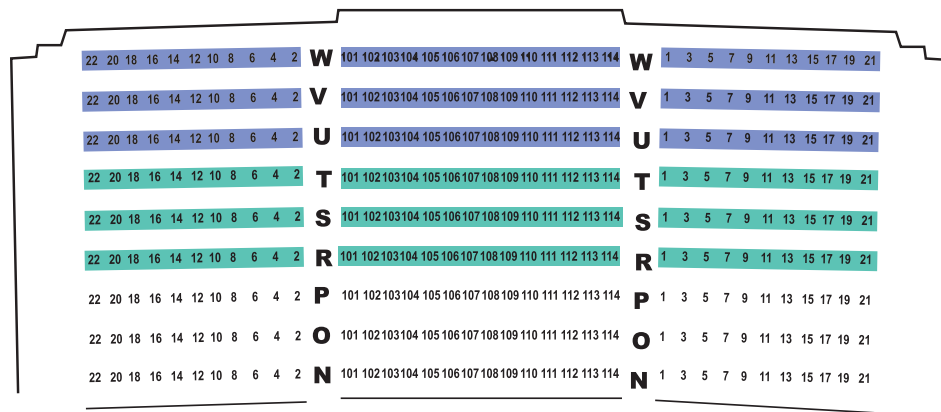 22 20 18 16 14 12 10 8 6 4 2 W 101 102 103 104 105 106 107 108 109 110 111 112 113 114 W 1 3 5 7 9 11 13 15 17 19 21
22 20 18 16 14 12 10 8 6 4 2 V 101 102 103 104 105 106 107 108 109 110 111 112 113 114 V 1 3 5 7 9 11 13 15 17 19 21
22 20 18 16 14 12 10 8 6 4 2 U 101 102 103 104 105 106 107 108 109 110 111 112 113 114 U 1 3 5 7 9 11 13 15 17 19 21
22 20 18 16 14 12 10 8 6 4 2 T 101 102 103 104 105 106 107 108 109 110 111 112 113 114 T 1 3 5 7 9 11 13 15 17 19 21
22 20 18 16 14 12 10 8 6 4 2 S 101 102 103 104 105 106 107 108 109 110 111 112 113 114 S 1 3 5 7 9 11 13 15 17 19 21
22 20 18 16 14 12 10 8 6 4 2 R 101 102 103 104 105 106 107 108 109 110 111 112 113 114 R 1 3 5 7 9 11 13 15 17 19 21
22 20 18 16 14 12 10 8 6 4 2 P 101 102 103 104 105 106 107 108 109 110 111 112 113 114 P 1 3 5 7 9 11 13 15 17 19 21
22 20 18 16 14 12 10 8 6 4 2 O 101 102 103 104 105 106 107 108 109 110 111 112 113 114 O 1 3 5 7 9 11 13 15 17 19 21
22 20 18 16 14 12 10 8 6 4 2 N 101 102 103 104 105 106 107 108 109 110 111 112 113 114 N 1 3 5 7 9 11 13 15 17 19 21